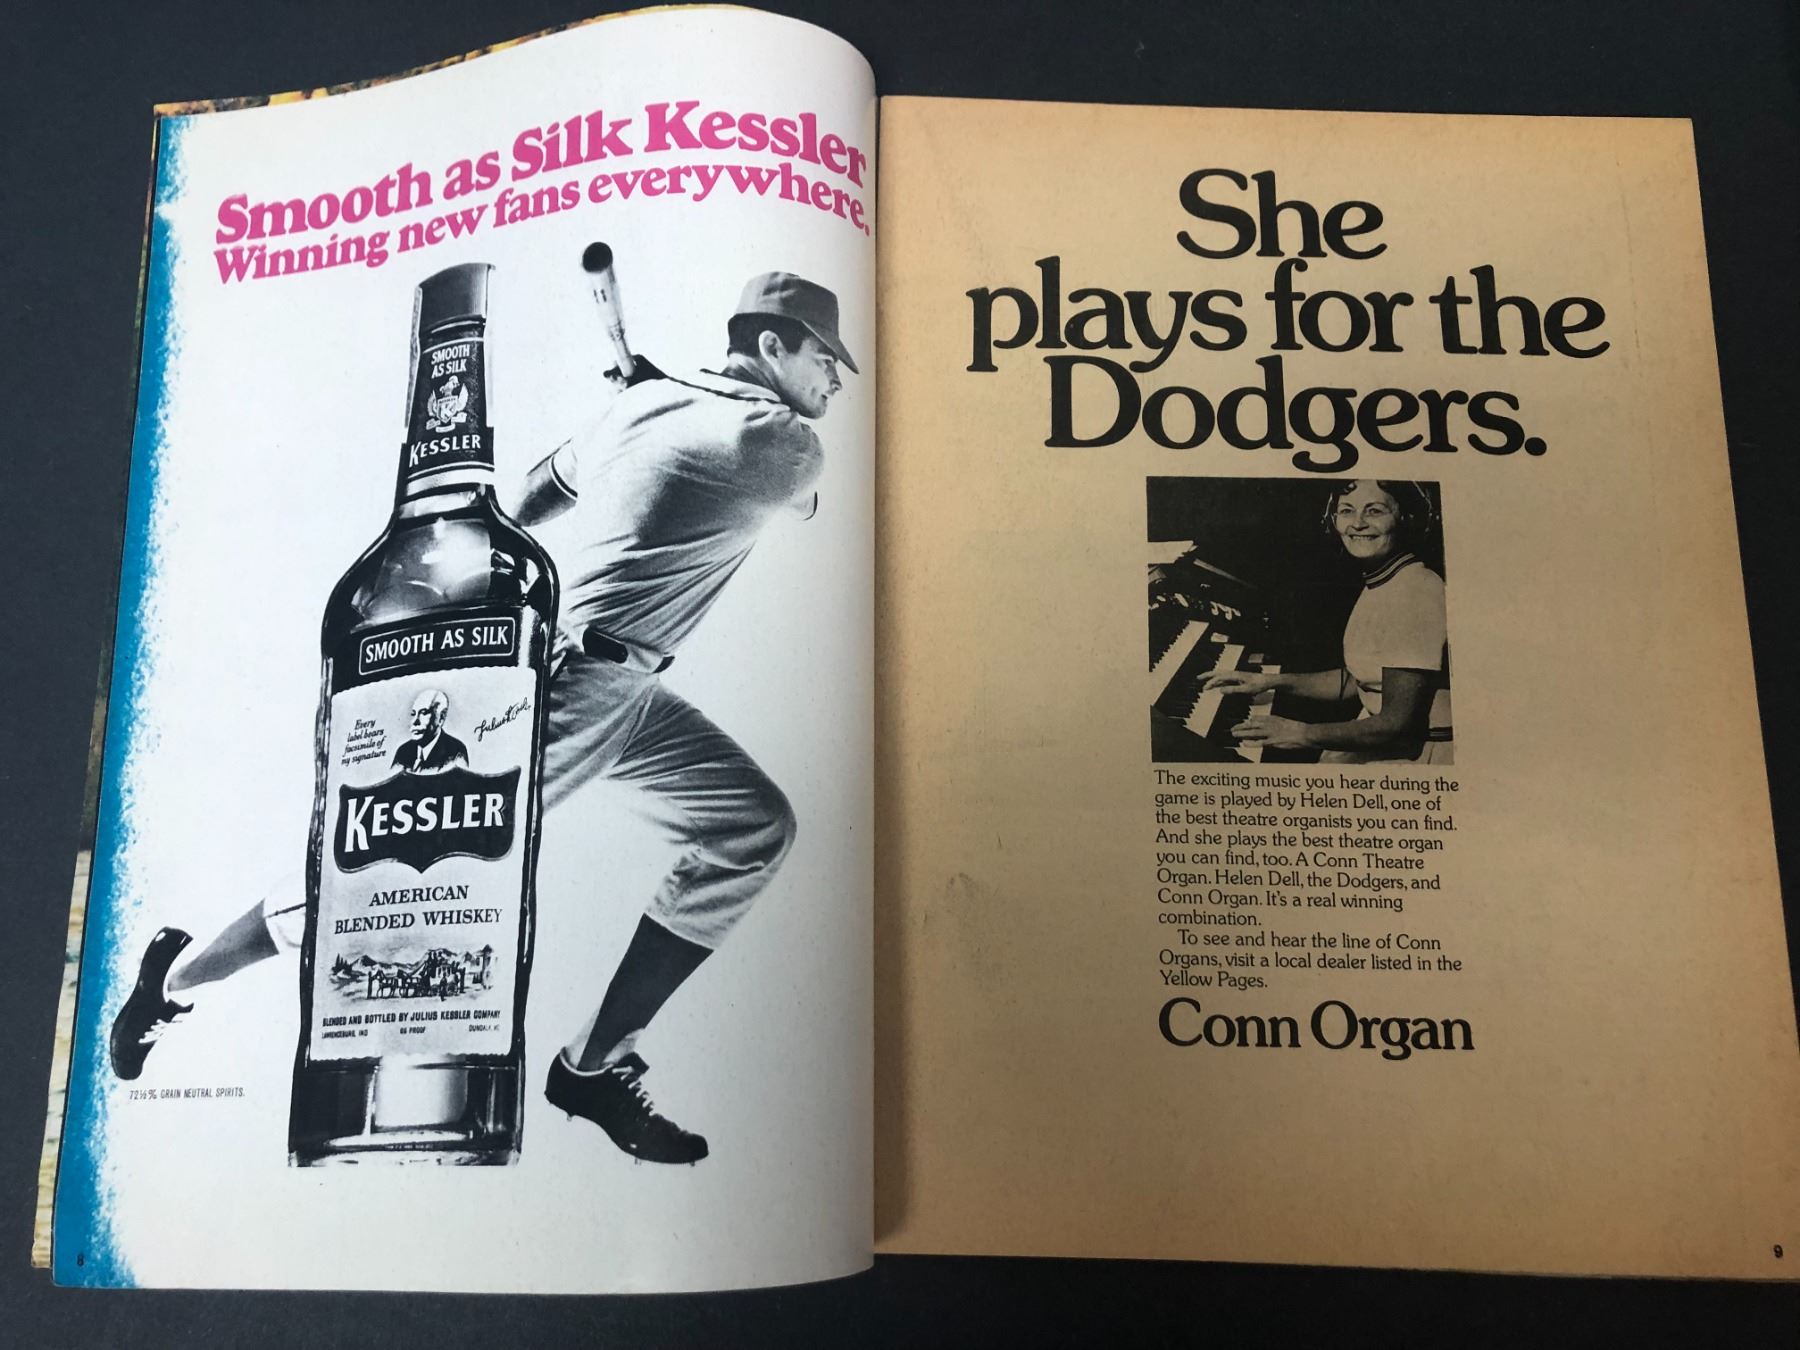 Smooth as Silk Kessler
Winning new fans everywhere.
SMOOTH
AS SILK
KESSLER
SMOOTH AS SILK
Every
label bears
facsimile of
my signature
KESSLER
AMERICAN
BLENDED WHISKEY
BLENDED AND BOTTLED BY JULIUS KESSLER COMPANY
LAWRENCEBURG, IND 86 PROOF
72½% GRAIN NEUTRAL SPIRITS.
8
She
plays for the
Dodgers.
The exciting music you hear during the
game is played by Helen Dell, one of
the best theatre organists you can find.
And she plays the best theatre organ
you can find, too. A Conn Theatre
Organ. Helen Dell, the Dodgers, and
Conn Organ. It's a real winning
combination.
To see and hear the line of Conn
Organs, visit a local dealer listed in the
Yellow Pages.
Conn Organ
9